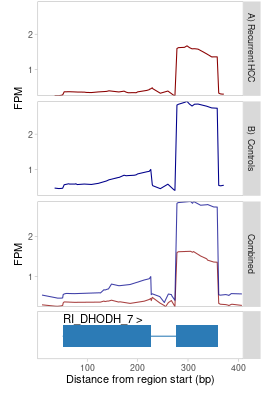 A) Recurrent HCC
2
1
FPM
B)  Controls
2
1
Combined
FPM
2
1
RI_DHODH_7 >
100 200 300 400
Distance from region start (bp)